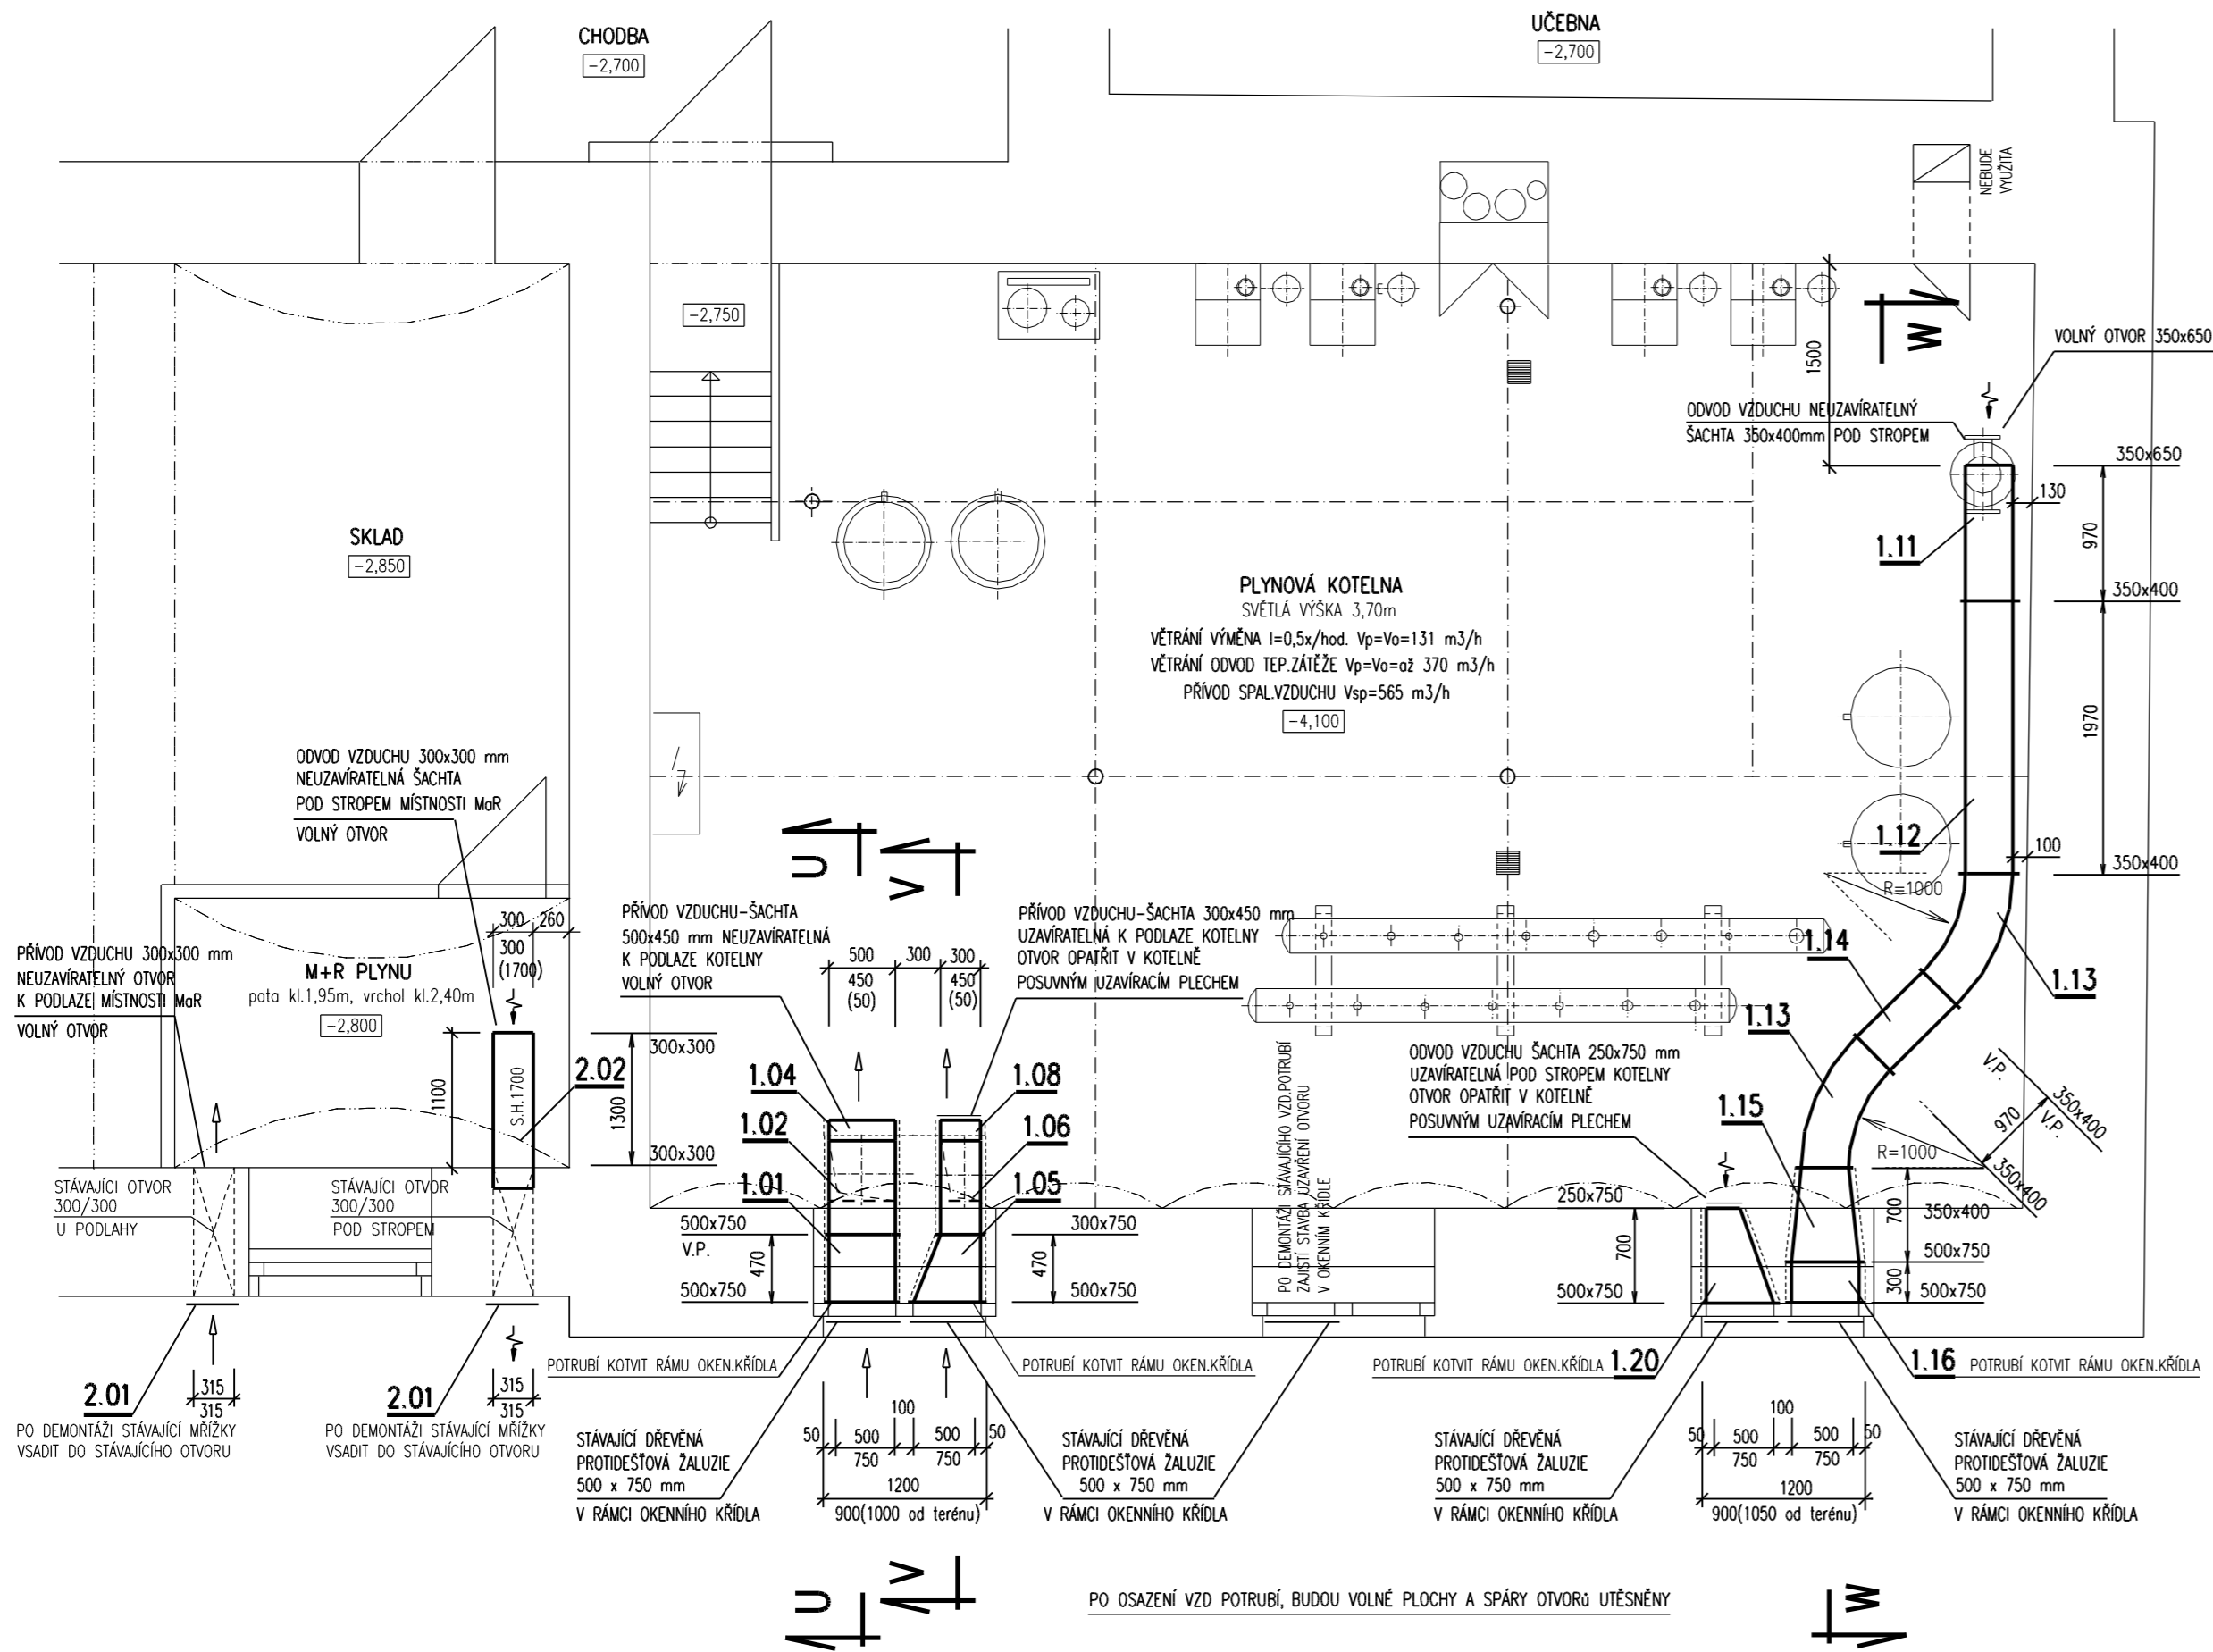 CHODBA
-2,700
UČEBNA
-2,700
NEBUDE
VYUŽITA
-2,750
1500
W
VOLNÝ OTVOR 350x650
ODVOD VZDUCHU NEUZAVÍRATELNÝ
ŠACHTA 350x400mm POD STROPEM
350x650
130
970
1.11
350x400
SKLAD
-2,850
PLYNOVÁ KOTELNA
SVĚTLÁ VÝŠKA 3,70m
VĚTRÁNÍ VÝMĚNA I=0,5x/hod. Vp=Vo=131 m3/h
VĚTRÁNÍ ODVOD TEP.ZÁTĚŽE Vp=Vo=až 370 m3/h
PŘÍVOD SPAL.VZDUCHU Vsp=565 m3/h
-4,100
1970
ODVOD VZDUCHU 300x300 mm
NEUZAVÍRATELNÁ ŠACHTA
POD STROPEM MÍSTNOSTI MaR
VOLNÝ OTVOR
U
V
1.12
100
350x400
R=1000
300
260
300
(1700)
PŘÍVOD VZDUCHU 300x300 mm
NEUZAVÍRATELNÝ OTVOR
K PODLAZE MÍSTNOSTI MaR
VOLNÝ OTVOR
M+R PLYNU
pata kl.1,95m, vrchol kl.2,40m
-2,800
PŘÍVOD VZDUCHU-ŠACHTA
500x450 mm NEUZAVÍRATELNÁ
K PODLAZE KOTELNY
VOLNÝ OTVOR
500
300
300
450
(50)
450
(50)
PŘÍVOD VZDUCHU-ŠACHTA 300x450 mm
UZAVÍRATELNÁ K PODLAZE KOTELNY
OTVOR OPATŘIT V KOTELNĚ
POSUVNÝM UZAVÍRACÍM PLECHEM
1.14
1.13
1.13
1100
S.H.1700
2.02
1300
300x300
300x300
1.04
1.02
1.01
1.08
1.06
1.05
PO DEMONTÁŽI STÁVAJÍCÍHO VZD.POTRUBÍ
ZAJISTÍ STAVBA UZAVŘENÍ OTVORU
V OKENNÍM KŘÍDLE
ODVOD VZDUCHU ŠACHTA 250x750 mm
UZAVÍRATELNÁ POD STROPEM KOTELNY
OTVOR OPATŘIT V KOTELNĚ
POSUVNÝM UZAVÍRACÍM PLECHEM
1.15
V.P.
350x400
970
V.P.
350x400
R=1000
STÁVAJÍCI OTVOR
300/300
U PODLAHY
STÁVAJÍCI OTVOR
300/300
POD STROPEM
500x750
V.P.
470
500x750
300x750
470
500x750
250x750
700
500x750
700
350x400
500x750
300
500x750
POTRUBÍ KOTVIT RÁMU OKEN.KŘÍDLA
POTRUBÍ KOTVIT RÁMU OKEN.KŘÍDLA
POTRUBÍ KOTVIT RÁMU OKEN.KŘÍDLA 1.20
1.16 POTRUBÍ KOTVIT RÁMU OKEN.KŘÍDLA
2.01
315
315
PO DEMONTÁŽI STÁVAJÍCÍ MŘÍŽKY
VSADIT DO STÁVAJÍCÍHO OTVORU
2.01
315
315
PO DEMONTÁŽI STÁVAJÍCÍ MŘÍŽKY
VSADIT DO STÁVAJÍCÍHO OTVORU
STÁVAJÍCÍ DŘEVĚNÁ
PROTIDEŠŤOVÁ ŽALUZIE
500 x 750 mm
V RÁMCI OKENNÍHO KŘÍDLA
100
50
500
500
50
750
750
1200
900(1000 od terénu)
STÁVAJÍCÍ DŘEVĚNÁ
PROTIDEŠŤOVÁ ŽALUZIE
500 x 750 mm
V RÁMCI OKENNÍHO KŘÍDLA
STÁVAJÍCÍ DŘEVĚNÁ
PROTIDEŠŤOVÁ ŽALUZIE
500 x 750 mm
V RÁMCI OKENNÍHO KŘÍDLA
100
50
500
500
50
750
750
1200
900(1050 od terénu)
STÁVAJÍCÍ DŘEVĚNÁ
PROTIDEŠŤOVÁ ŽALUZIE
500 x 750 mm
V RÁMCI OKENNÍHO KŘÍDLA
U
V
PO OSAZENÍ VZD POTRUBÍ, BUDOU VOLNÉ PLOCHY A SPÁRY OTVORů UTĚSNĚNY
W